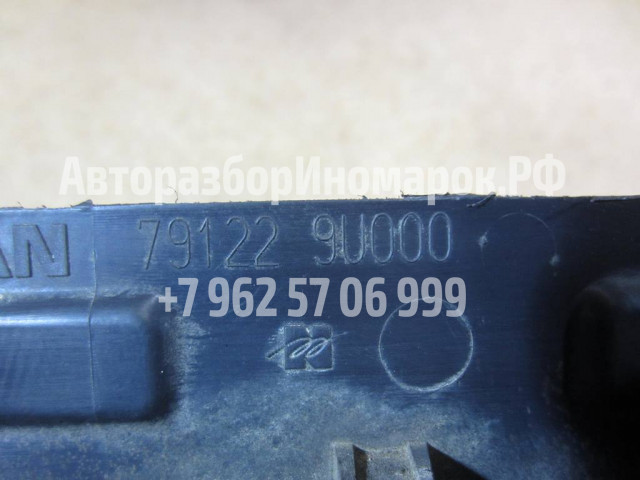 АвторазборИномарок.РФ
AN 79122 9U000
+7 962 57 06 999